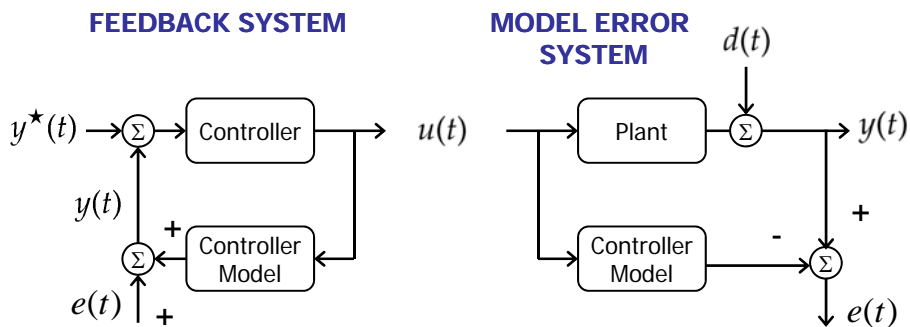 FEEDBACK SYSTEM
MODEL ERROR
SYSTEM
d(t)
y★(t)
Σ
Controller
u(t)
Plant
Σ
y(t)
y(t)
+
Controller
Model
Σ
e(t)
+
+
-
Controller
Model
Σ
e(t)